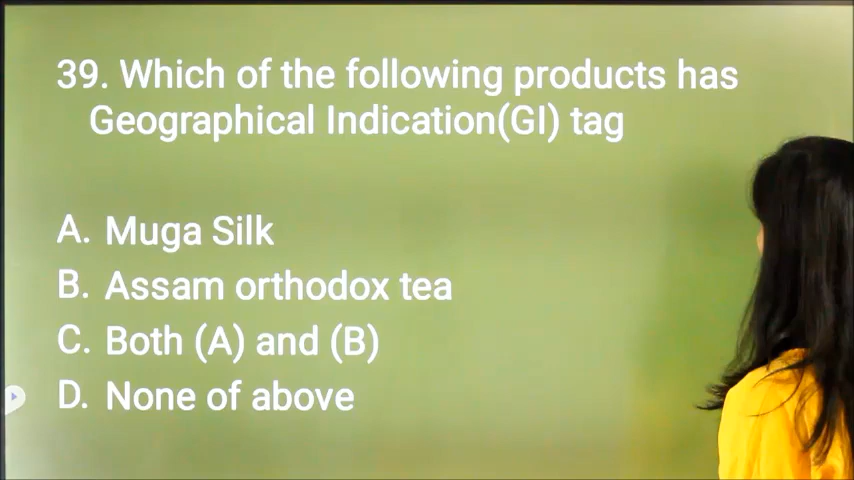 39. Which of the following products has
Geographical Indication(GI) tag
A. Muga Silk
B. Assam orthodox tea
C. Both (A) and (B)
D. None of above